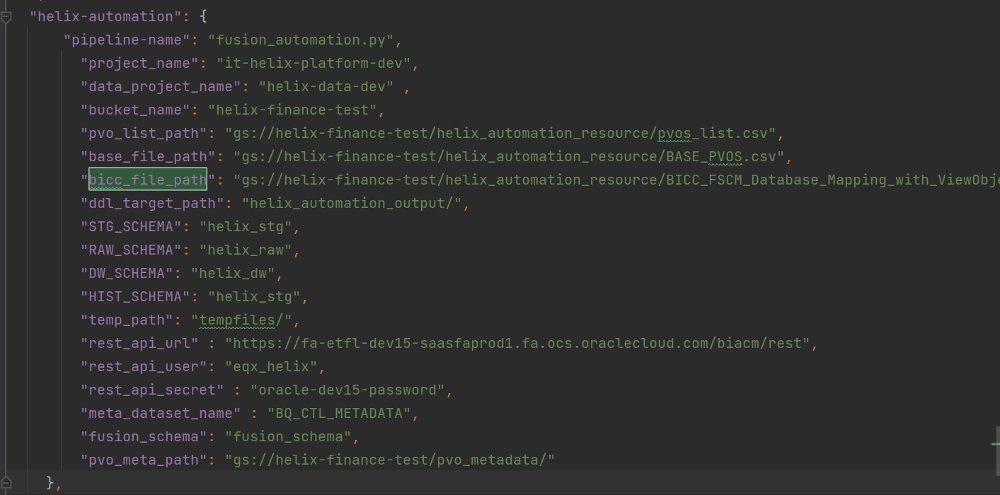 "helix-automation": {
"pipeline-name": "fusion_automation.py",
"project_name": "it-helix-platform-dev",
"data_project_name": "helix-data-dev" ,
"bucket_name": "helix-finance-test",
"pvo_list_path": "gs://helix-finance-test/helix_automation_resource/pvos_list.csv",
"base_file_path": "gs://helix-finance-test/helix_automation_resource/BASE_PVOS.csv",
"bicc_file_path": "gs://helix-finance-test/helix_automation_resource/BICC_FSCM_Database_Mapping_with_ViewObje
"ddl_target_path": "helix_automation_output/",
"STG_SCHEMA": "helix_stg",
"RAW_SCHEMA": "helix_raw",
"DW_SCHEMA": "helix_dw",
"HIST_SCHEMA": "helix_stg",
"temp_path": "tempfiles/",
"rest_api_url" : "https://fa-etfl-dev15-saasfaprod1.fa.ocs.oraclecloud.com/biacm/rest",
"rest_api_user": "eqx_helix",
"rest_api_secret" : "oracle-dev15-password",
"meta_dataset_name" : "BQ_CTL_METADATA",
"fusion_schema": "fusion_schema",
"pvo_meta_path": "gs://helix-finance-test/pvo_metadata/"
},